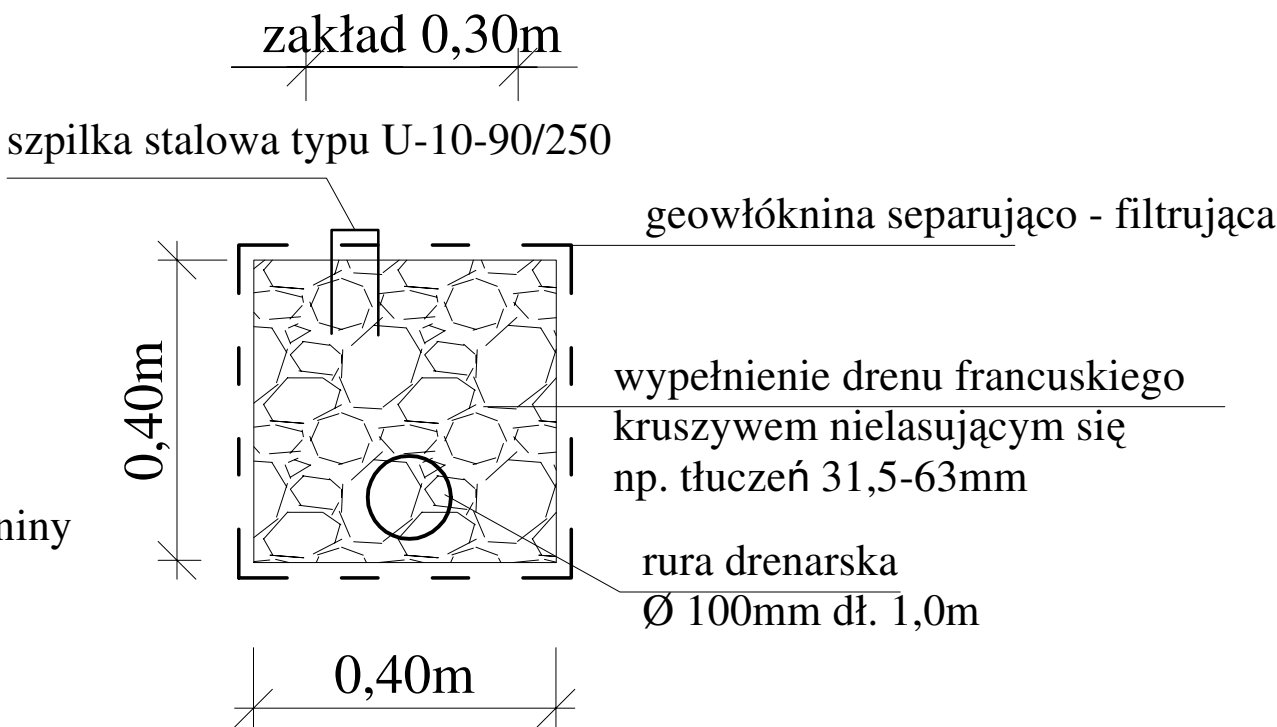 zakład 0,30m
szpilka stalowa typu U-10-90/250
geowłóknina separująco - filtrująca
0,40m
wypełnienie drenu francuskiego
kruszywem nielasującym się
np. tłuczeń 31,5-63mm
niny
rura drenarska
Ø 100mm dł. 1,0m
0,40m